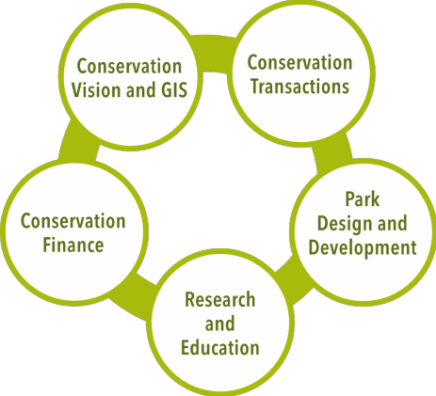 Conservation
Vision and GIS
Conservation
Transactions
Park
Design and
Development
Research
and
Education
Conservation
Finance